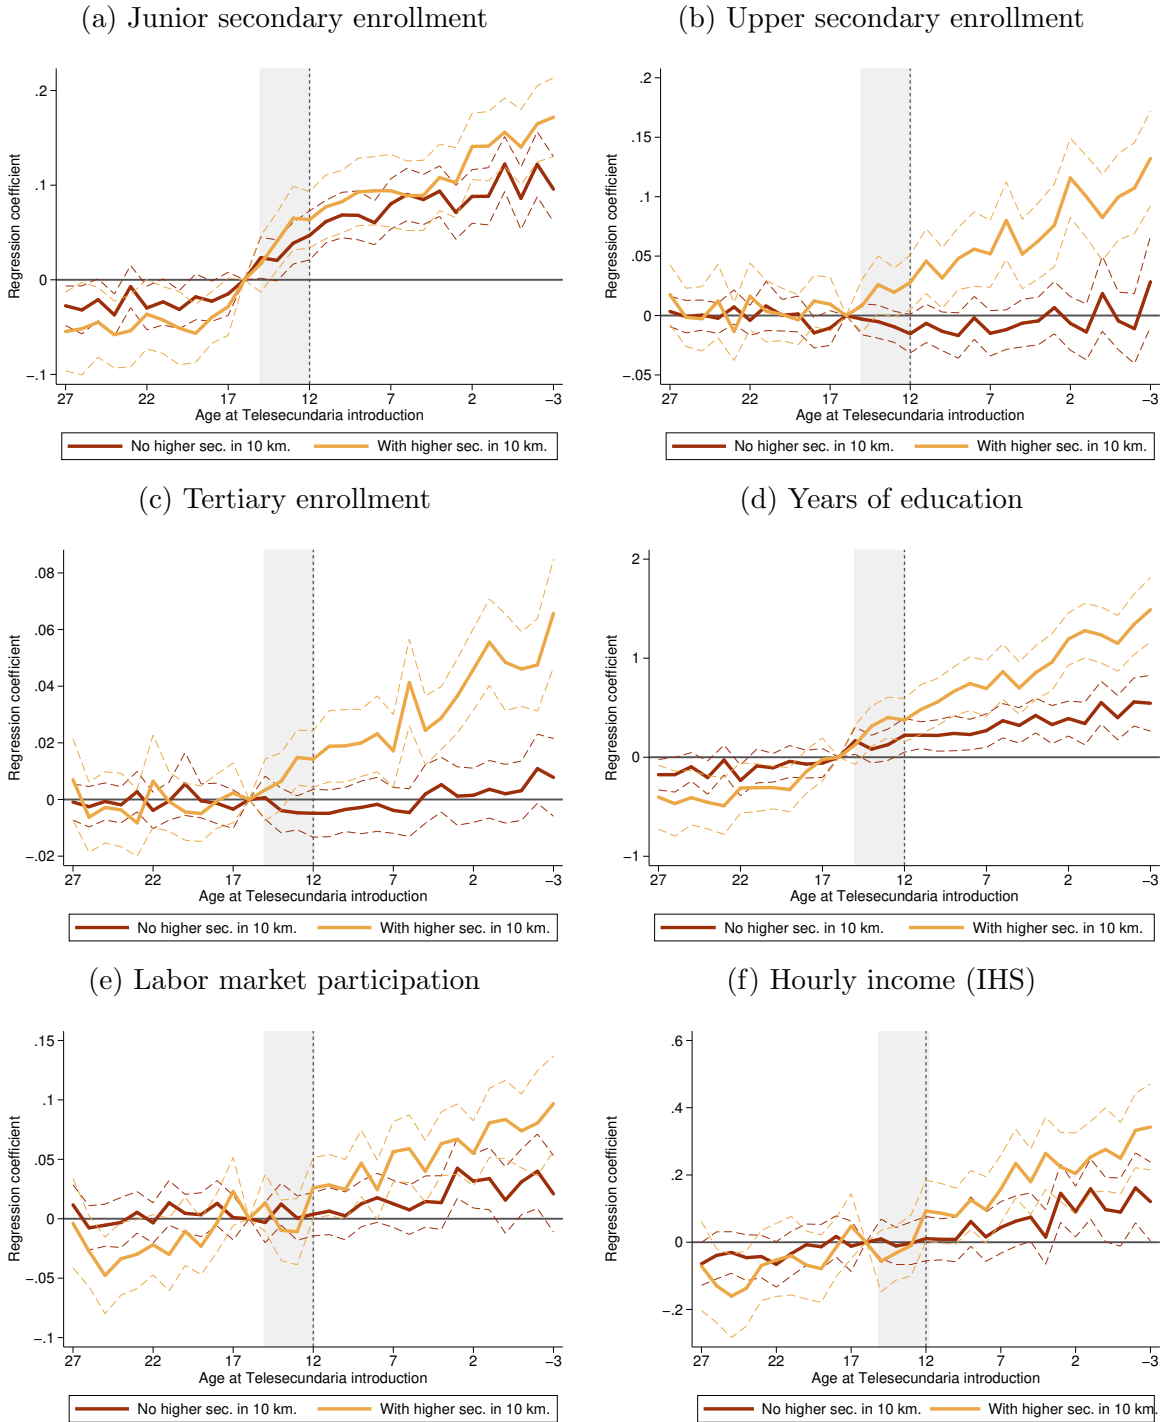 (a) Junior secondary enrollment
(b) Upper secondary enrollment
Regression coefficient
.2
.1
0
−.1
27 22 17 12 7 2 −3
Age at Telesecundaria introduction
No higher sec. in 10 km. With higher sec. in 10 km.
Regression coefficient
.2
.15
.1
.05
0
−.05
27 22 17 12 7 2 −3
Age at Telesecundaria introduction
No higher sec. in 10 km. With higher sec. in 10 km.
(c) Tertiary enrollment
(d) Years of education
Regression coefficient
.08
.06
.04
.02
0
−.02
27 22 17 12 7 2 −3
Age at Telesecundaria introduction
No higher sec. in 10 km. With higher sec. in 10 km.
Regression coefficient
2
1
0
−1
27 22 17 12 7 2 −3
Age at Telesecundaria introduction
No higher sec. in 10 km. With higher sec. in 10 km.
(e) Labor market participation
(f) Hourly income (IHS)
Regression coefficient
.15
.1
.05
0
−.05
−.1
27 22 17 12 7 2 −3
Age at Telesecundaria introduction
No higher sec. in 10 km. With higher sec. in 10 km.
Regression coefficient
.6
.4
.2
0
−.2
27 22 17 12 7 2 −3
Age at Telesecundaria introduction
No higher sec. in 10 km. With higher sec. in 10 km.